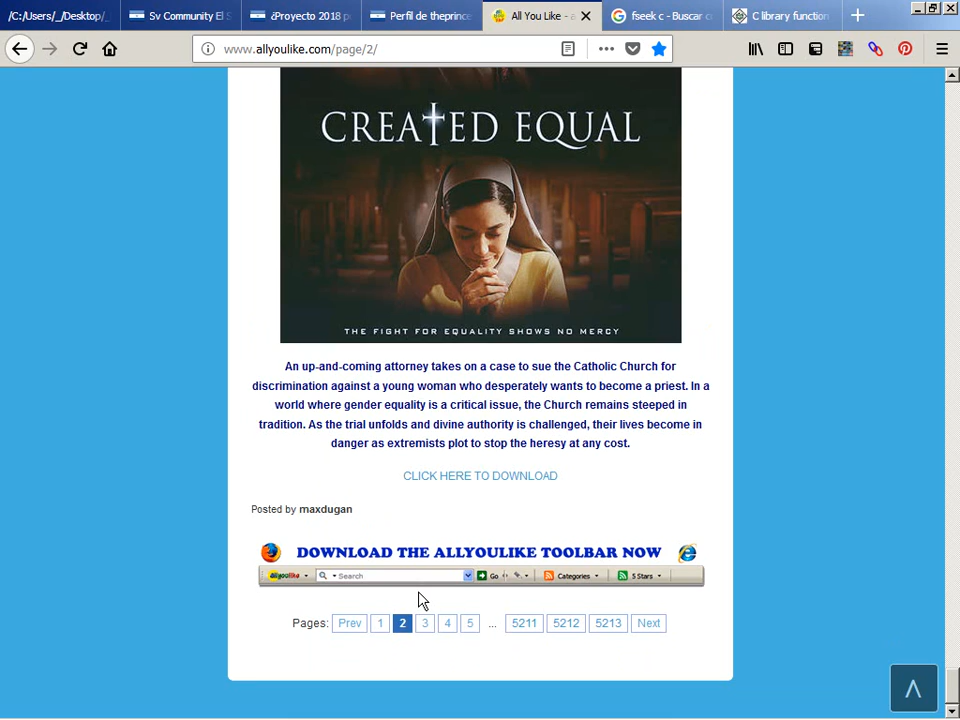 /C:/Users/_/Desktop/
Sv Community El S
¿Proyecto 2018 p
Perfil de theprince
All You Like - a
fseek c - Buscar c
C library function
www.allyoulike.com/page/2/
CREATED EQUAL
THE FIGHT FOR EQUALITY SHOWS NO MERCY
An up-and-coming attorney takes on a case to sue the Catholic Church for
discrimination against a young woman who desperately wants to become a priest. In a
world where gender equality is a critical issue, the Church remains steeped in
tradition. As the trial unfolds and divine authority is challenged, their lives become in
danger as extremists plot to stop the heresy at any cost.
CLICK HERE TO DOWNLOAD
Posted by maxdugan
DOWNLOAD THE ALLYOULIKE TOOLBAR NOW
allyoulike Search Go Categories 5 Stars
Pages: Prev 1 2 3 4 5 ... 5211 5212 5213 Next